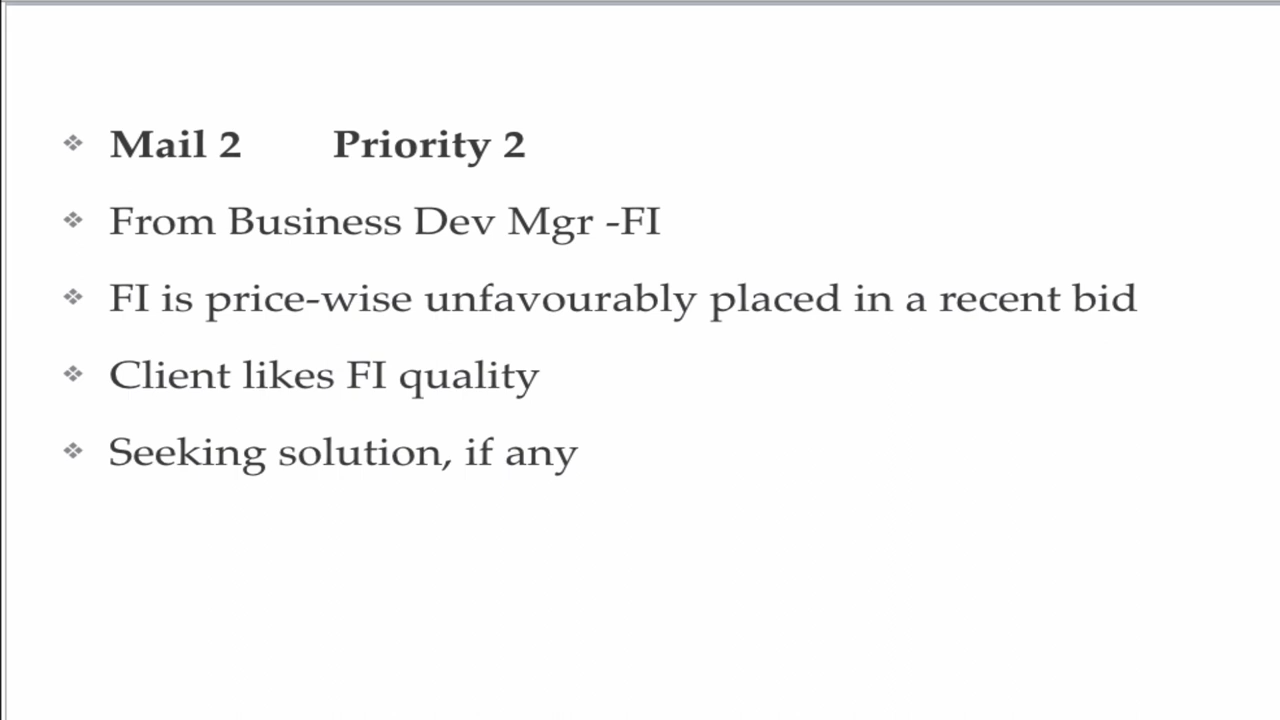 ❖ Mail 2 Priority 2
❖ From Business Dev Mgr -FI
❖ FI is price-wise unfavourably placed in a recent bid
❖ Client likes FI quality
❖ Seeking solution, if any